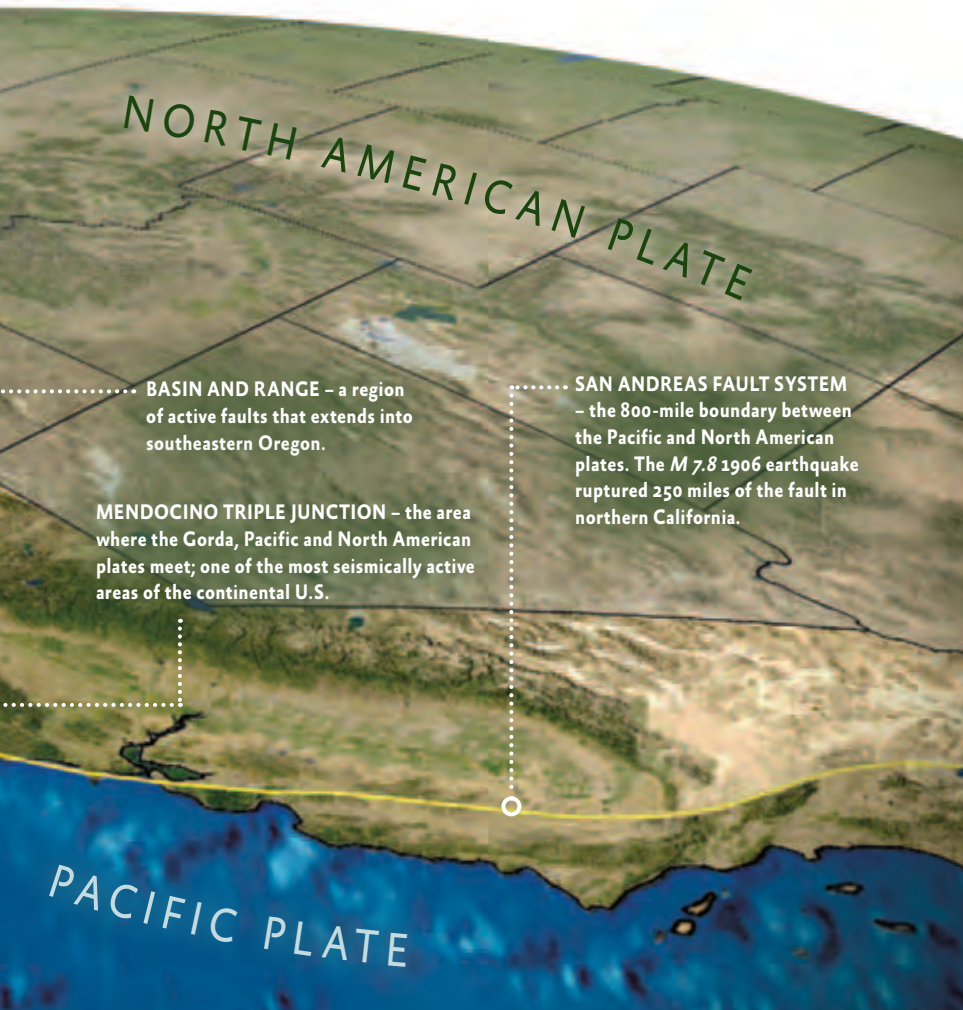 NORTH AMERICAN PLATE
BASIN AND RANGE – a region
of active faults that extends into
southeastern Oregon.
SAN ANDREAS FAULT SYSTEM
– the 800-mile boundary between
the Pacific and North American
plates. The M 7.8 1906 earthquake
ruptured 250 miles of the fault in
northern California.
MENDOCINO TRIPLE JUNCTION – the area
where the Gorda, Pacific and North American
plates meet; one of the most seismically active
areas of the continental U.S.
PACIFIC PLATE